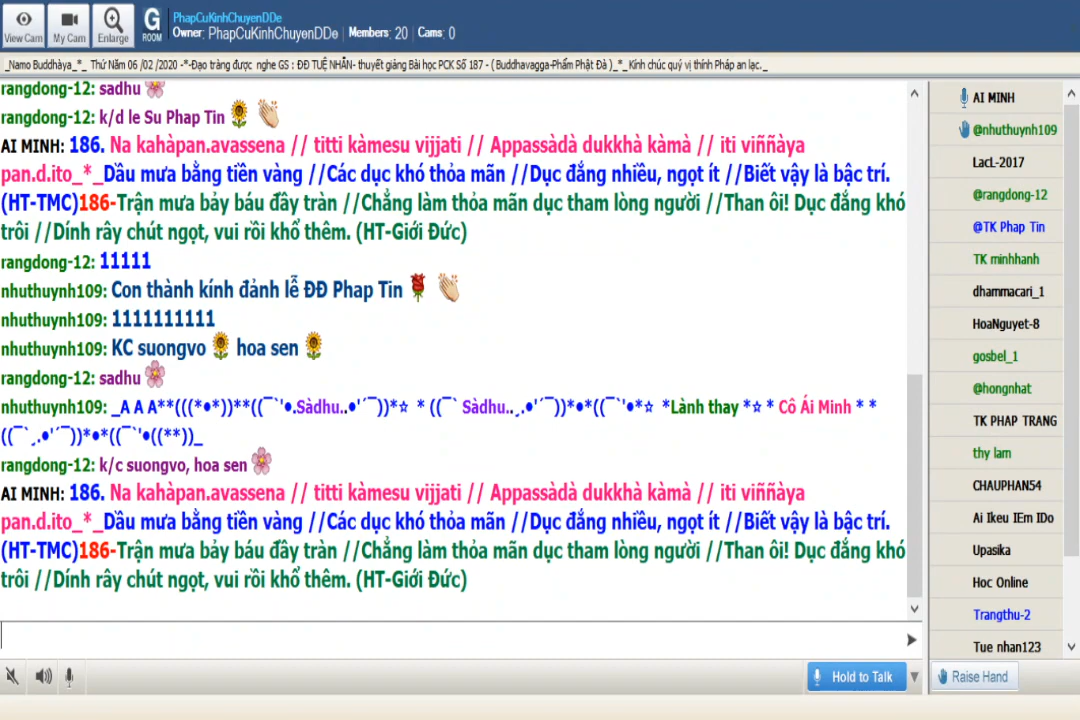 View Cam
My Cam
Enlarge
G
ROOM
PhapCuKinhChuyenDDe
Owner: PhapCuKinhChuyenDDe | Members: 20 | Cams: 0
_Namo Buddhàya_*_ Thứ Năm 06 /02 /2020 -*-Đạo tràng được nghe GS : ĐĐ TUỆ NHẪN- thuyết giảng Bài học PCK Số 187 - ( Buddhavagga-Phẩm Phật Đà )_*_Kính chúc quý vị thính Pháp an lạc._
rangdong-12: sadhu
rangdong-12: k/d le Su Phap Tin
AI MINH: 186. Na kahàpan.avassena // titti kàmesu vijjati // Appassàdà dukkhà kàmà // iti viññàya
pan.d.ito_*_Dầu mưa bằng tiền vàng //Các dục khó thỏa mãn //Dục đắng nhiều, ngọt ít //Biết vậy là bậc trí.
(HT-TMC)186-Trận mưa bảy báu đầy tràn //Chẳng làm thỏa mãn dục tham lòng người //Than ôi! Dục đắng khó
trôi //Dính rây chút ngọt, vui rồi khổ thêm. (HT-Giới Đức)
rangdong-12: 11111
nhuthuynh109: Con thành kính đảnh lễ ĐĐ Phap Tin
nhuthuynh109: 1111111111
nhuthuynh109: KC suongvo hoa sen
rangdong-12: sadhu
nhuthuynh109: _A A A**(((*•*))**((¯`'•.Sàdhu..•'´¯))*☆ * ((¯` Sàdhu..¸.•'´¯))*•*((¯`'•*☆ *Lành thay *☆ * Cô Ái Minh * *
((¯`¸.•'´¯))*•*((¯`'•((**))_
rangdong-12: k/c suongvo, hoa sen
AI MINH: 186. Na kahàpan.avassena // titti kàmesu vijjati // Appassàdà dukkhà kàmà // iti viññàya
pan.d.ito_*_Dầu mưa bằng tiền vàng //Các dục khó thỏa mãn //Dục đắng nhiều, ngọt ít //Biết vậy là bậc trí.
(HT-TMC)186-Trận mưa bảy báu đầy tràn //Chẳng làm thỏa mãn dục tham lòng người //Than ôi! Dục đắng khó
trôi //Dính rây chút ngọt, vui rồi khổ thêm. (HT-Giới Đức)
Hold to Talk
AI MINH
@nhuthuynh109
LacL-2017
@rangdong-12
@TK Phap Tin
TK minhhanh
dhammacari_1
HoaNguyet-8
gosbel_1
@hongnhat
TK PHAP TRANG
thy lam
CHAUPHAN54
Ai Ikeu IEm IDo
Upasika
Hoc Online
Trangthu-2
Tue nhan123
Raise Hand